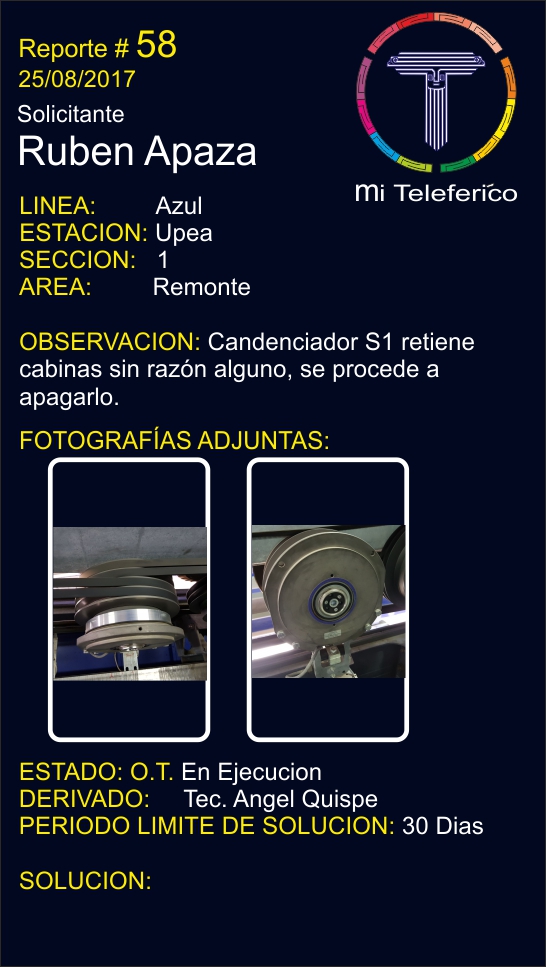 Reporte # 58
25/08/2017
Solicitante
Ruben Apaza
mi Teleferico
LINEA: Azul
ESTACION: Upea
SECCION: 1
AREA: Remonte
OBSERVACION: Candenciador S1 retiene
cabinas sin razón alguno, se procede a
apagarlo.
FOTOGRAFÍAS ADJUNTAS:
ESTADO: O.T. En Ejecucion
DERIVADO: Tec. Angel Quispe
PERIODO LIMITE DE SOLUCION: 30 Dias
SOLUCION: